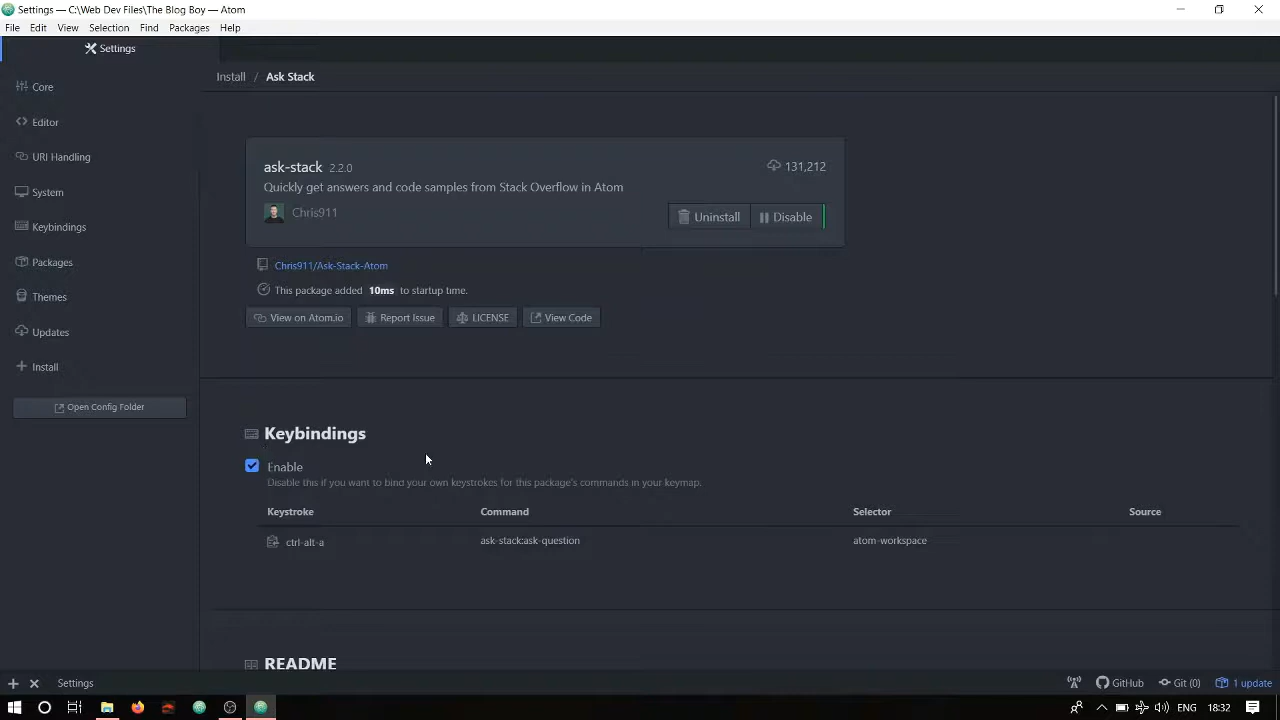 Settings — C:\Web Dev Files\The Blog Boy — Atom
File Edit View Selection Find Packages Help
Settings
Core
Editor
URI Handling
System
Keybindings
Packages
Themes
Updates
Install
Open Config Folder
Install / Ask Stack
ask-stack 2.2.0
131,212
Quickly get answers and code samples from Stack Overflow in Atom
Chris911
Uninstall Disable
Chris911/Ask-Stack-Atom
This package added 10ms to startup time.
View on Atom.io Report Issue LICENSE View Code
Keybindings
Enable
Disable this if you want to bind your own keystrokes for this package's commands in your keymap.
Keystroke Command Selector Source
ctrl-alt-a ask-stack:ask-question atom-workspace
README
Settings
GitHub Git (0) 1 update
ENG 18:32